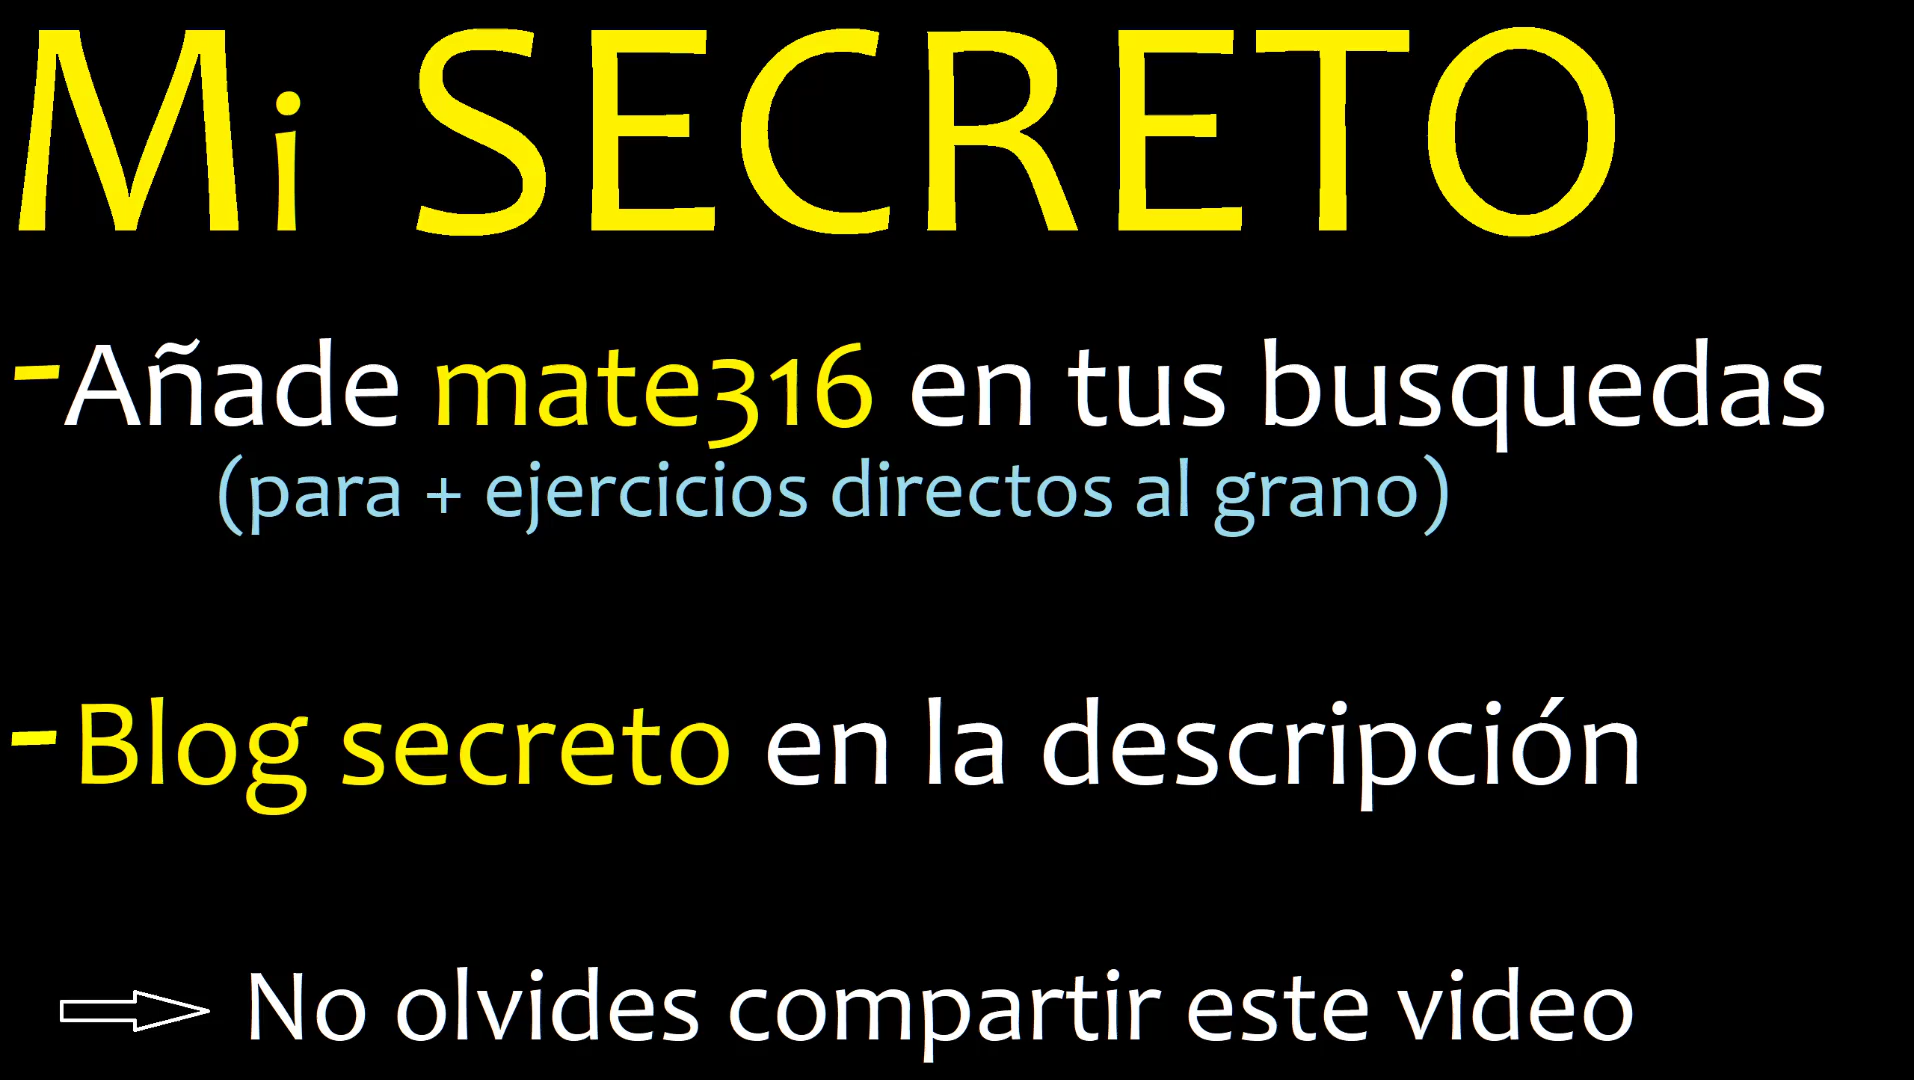 Mi SECRETO
-Añade mate316 en tus busquedas
(para + ejercicios directos al grano)
-Blog secreto en la descripción
No olvides compartir este video